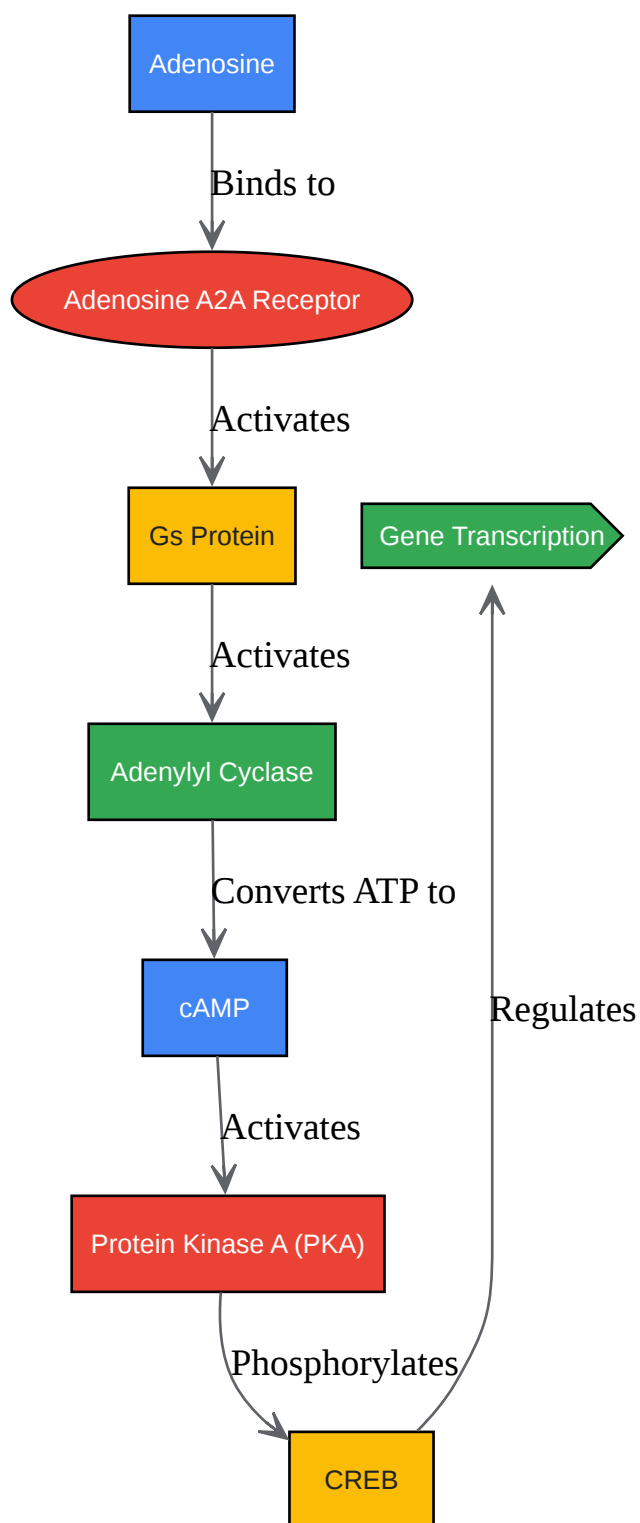 Adenosine
Binds to
Adenosine A2A Receptor
Activates
Gs Protein
Gene Transcription
Activates
Adenylyl Cyclase
Converts ATP to
cAMP
Regulates
Activates
Protein Kinase A (PKA)
Phosphorylates
CREB